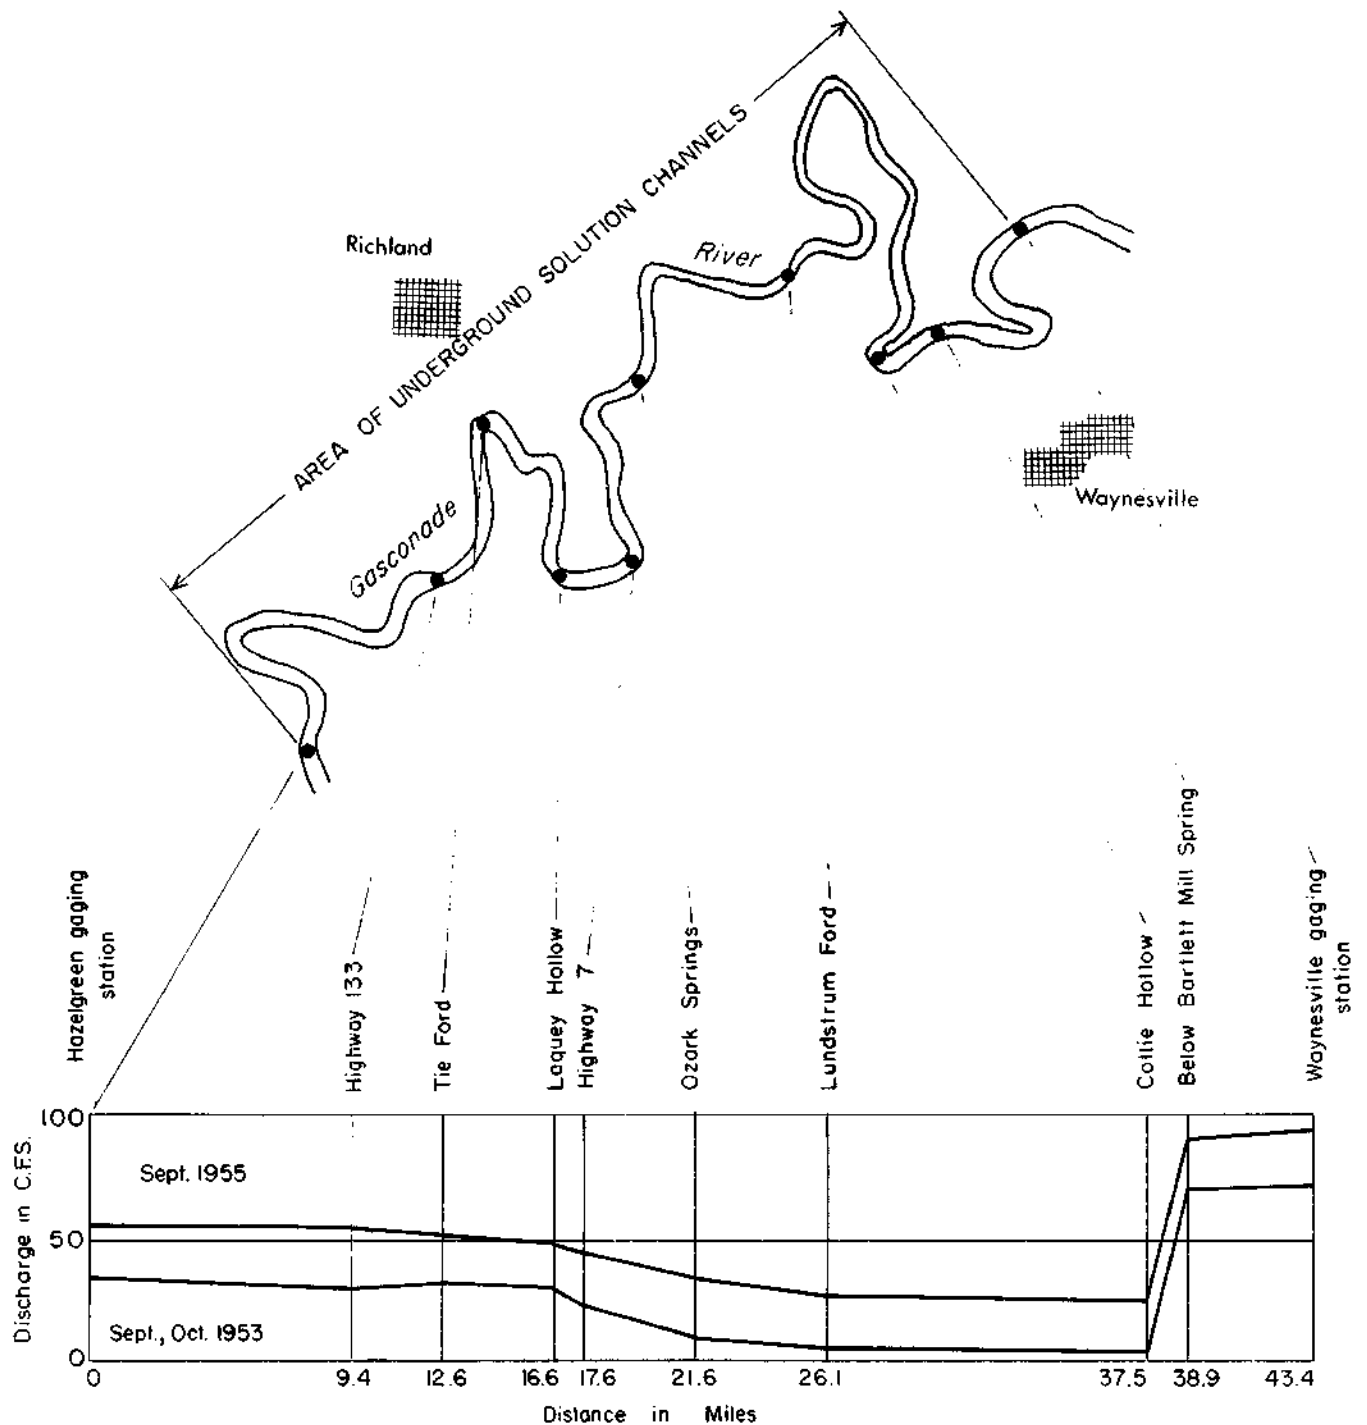 AREA OF UNDERGROUND SOLUTION CHANNELS
Richland
River
Gasconade
Waynesville
Hazelgreen gaging
station
Highway 133
Tie Ford
Laquey Hollow
Highway 7
Ozark Springs
Lundstrum Ford
Collie Hollow
Below Bartlett Mill Spring
Waynesville gaging
station
Discharge in C.F.S.
100
50
0
Sept. 1955
Sept., Oct. 1953
0 9.4 12.6 16.6 17.6 21.6 26.1 37.5 38.9 43.4
Distance in Miles